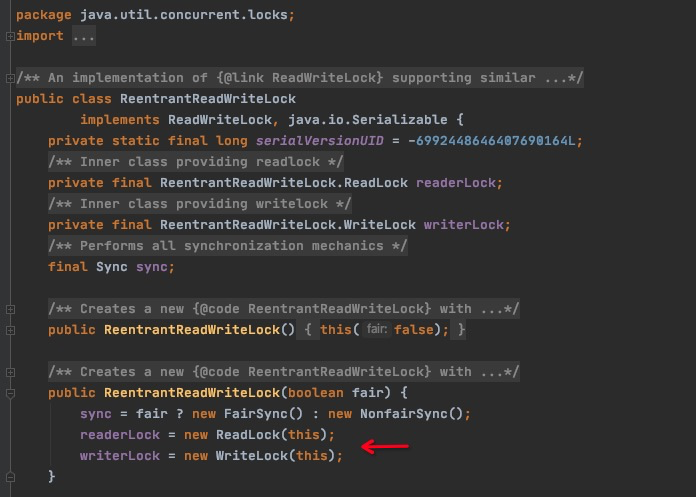 package java.util.concurrent.locks;
import ...
/** An implementation of {@link ReadWriteLock} supporting similar ...*/
public class ReentrantReadWriteLock
implements ReadWriteLock, java.io.Serializable {
private static final long serialVersionUID = -6992448646407690164L;
/** Inner class providing readlock */
private final ReentrantReadWriteLock.ReadLock readerLock;
/** Inner class providing writelock */
private final ReentrantReadWriteLock.WriteLock writerLock;
/** Performs all synchronization mechanics */
final Sync sync;
/** Creates a new {@code ReentrantReadWriteLock} with ...*/
public ReentrantReadWriteLock() { this( fair: false); }
/** Creates a new {@code ReentrantReadWriteLock} with ...*/
public ReentrantReadWriteLock(boolean fair) {
sync = fair ? new FairSync() : new NonfairSync();
readerLock = new ReadLock(this);
writerLock = new WriteLock(this);
}